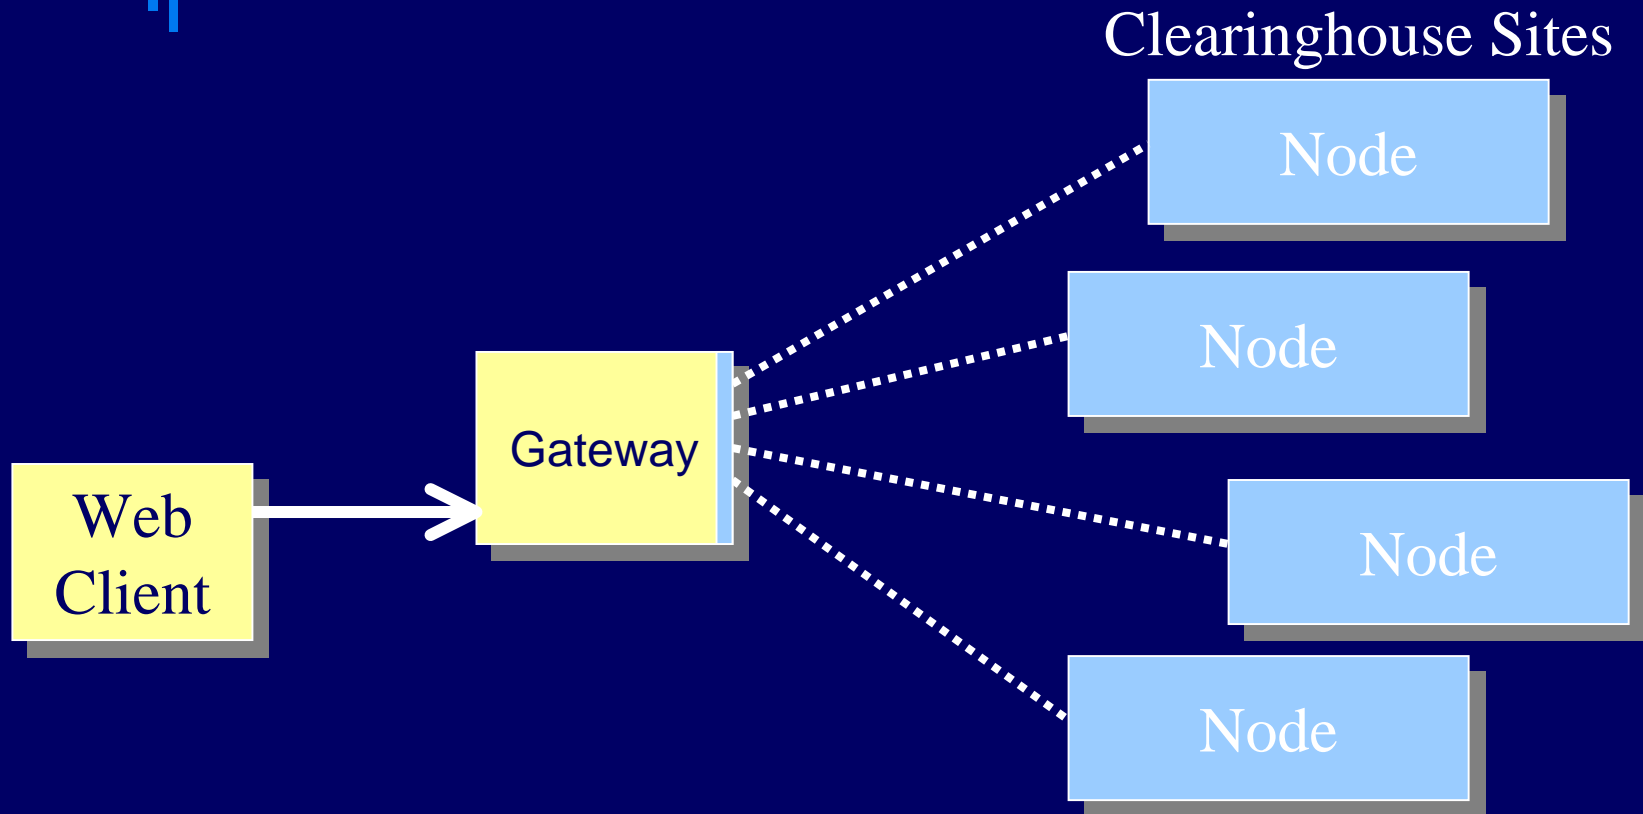 Clearinghouse Sites
Node
Node
Gateway
Web
Client
Node
Node